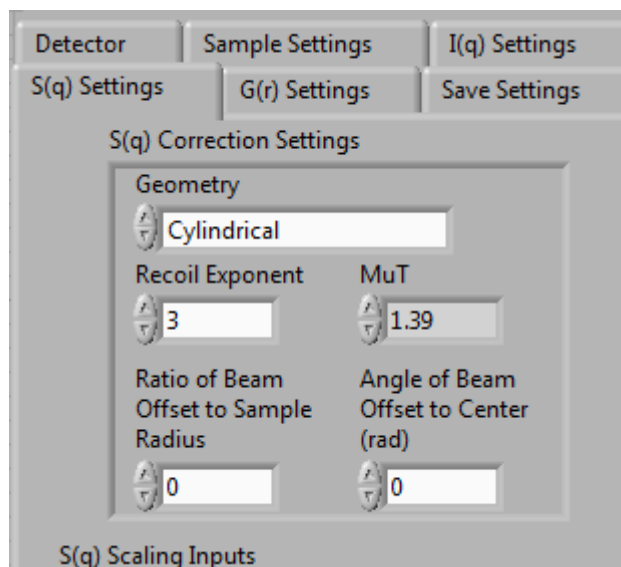 Detector Sample Settings I(q) Settings
S(q) Settings G(r) Settings Save Settings
S(q) Correction Settings
Geometry
Cylindrical
Recoil Exponent MuT
3 1.39
Ratio of Beam Angle of Beam
Offset to Sample Offset to Center
Radius (rad)
0 0
S(q) Scaling Inputs